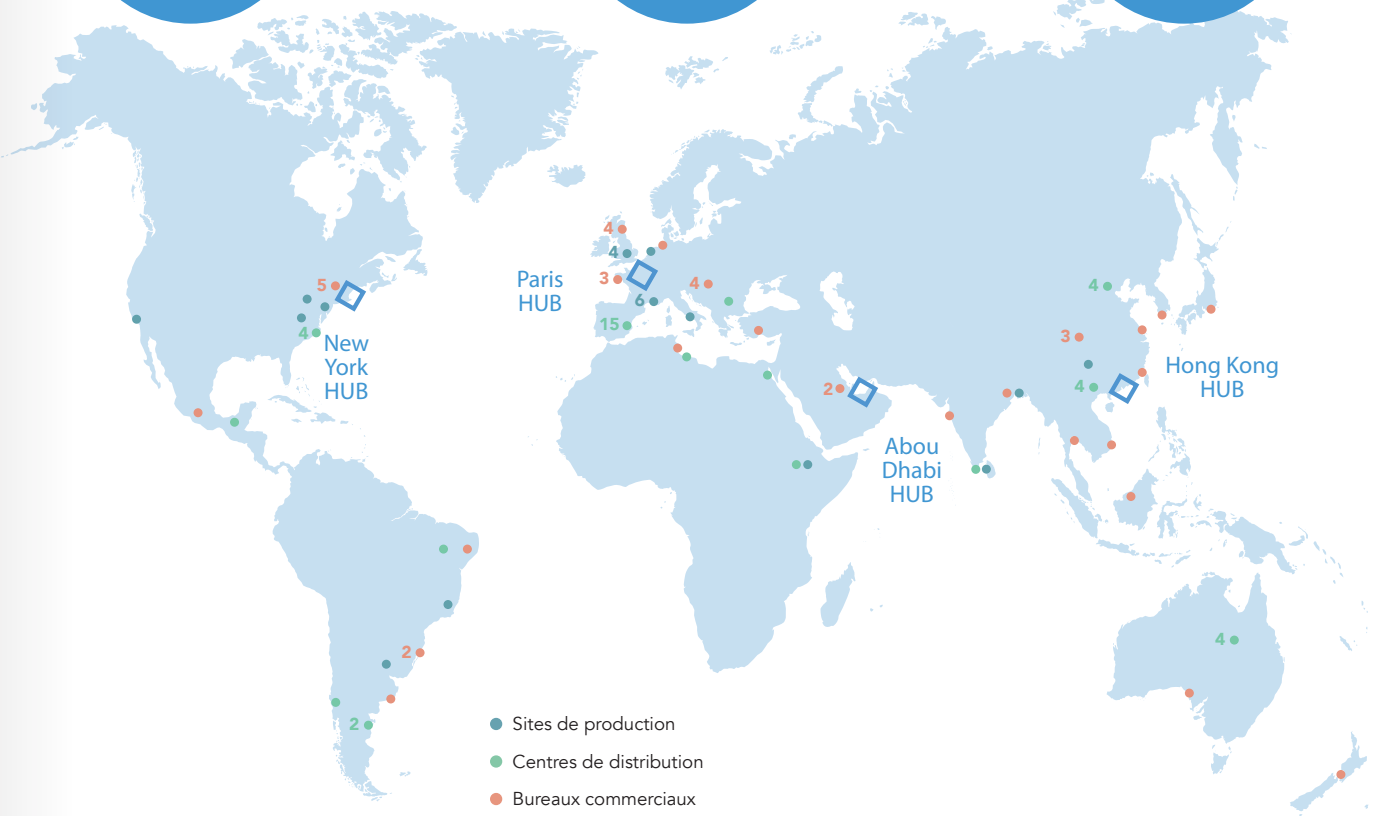 4
4
Paris
HUB
3
4
5
6
15
4
New
York
HUB
4
3
Hong Kong
HUB
4
2
Abou
Dhabi
HUB
4
2
2
Sites de production
Centres de distribution
Bureaux commerciaux